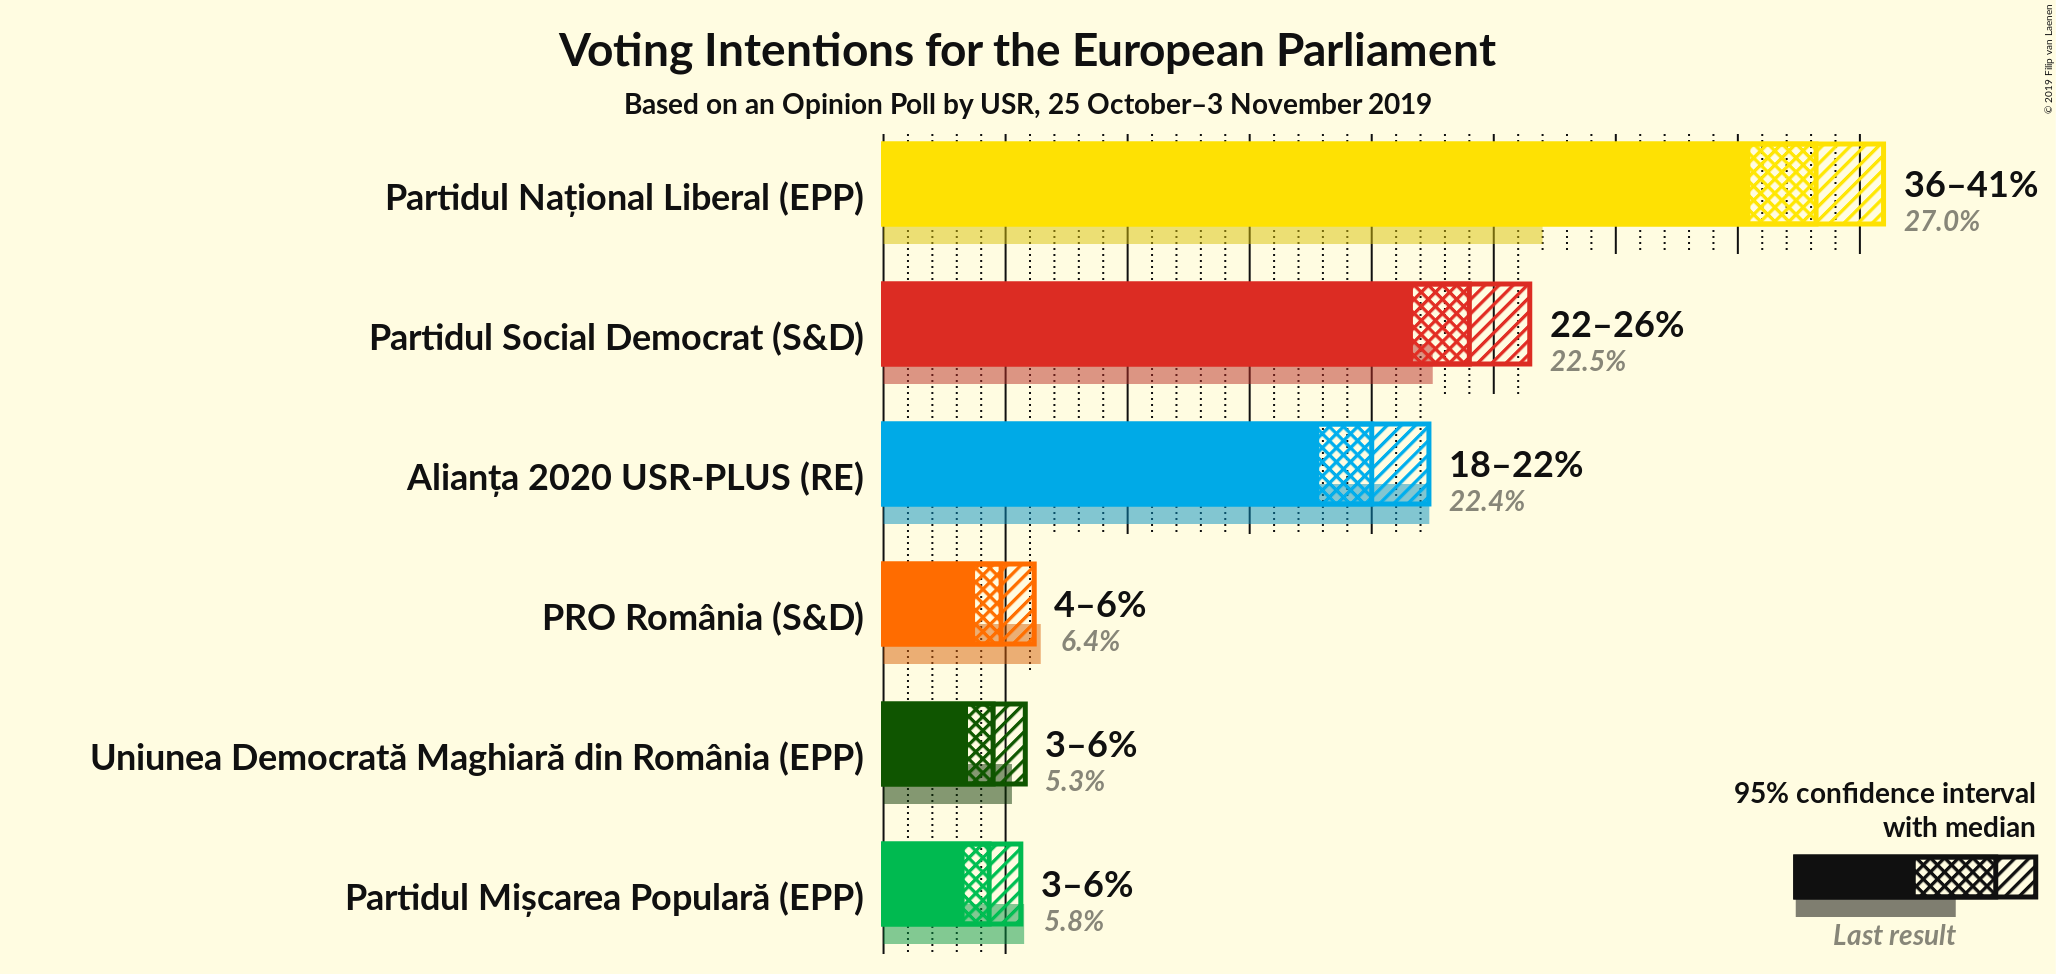 Voting Intentions for the European Parliament
Based on an Opinion Poll by USR, 25 October–3 November 2019
© 2019 Filip van Laenen
Partidul Național Liberal (EPP)
36–41%
27.0%
Partidul Social Democrat (S&D)
22–26%
22.5%
Alianța 2020 USR-PLUS (RE)
18–22%
22.4%
PRO România (S&D)
4–6%
6.4%
Uniunea Democrată Maghiară din România (EPP)
3–6%
5.3%
Partidul Mișcarea Populară (EPP)
3–6%
5.8%
95% confidence interval
with median
Last result